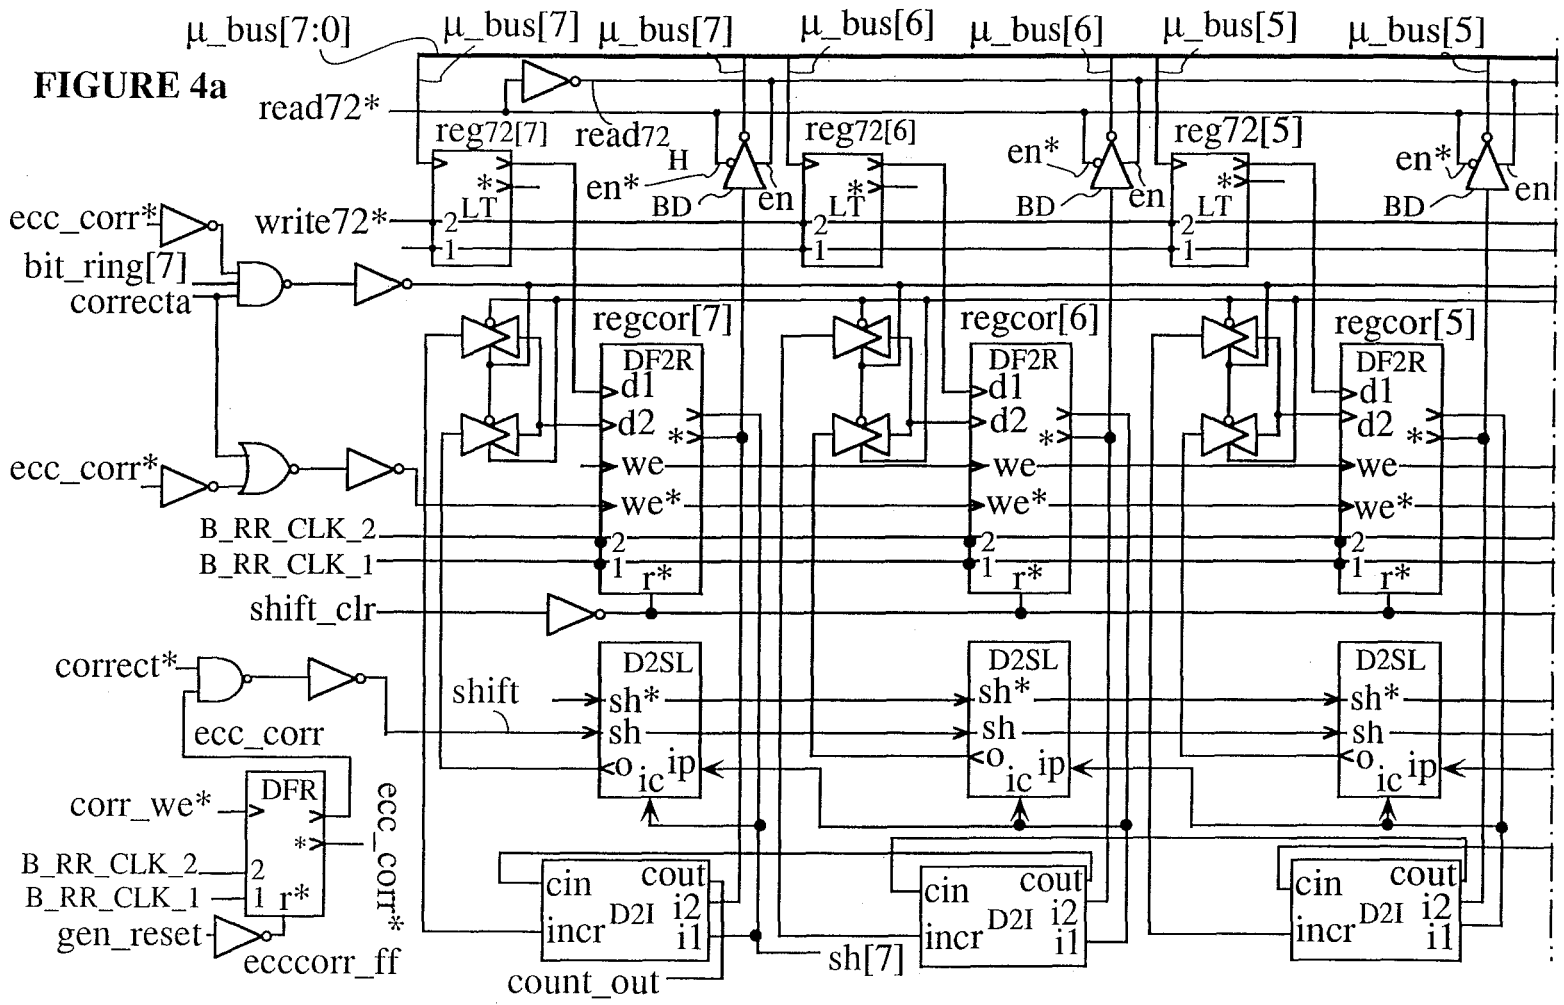 μ_bus[7:0]
μ_bus[7]
μ_bus[7]
μ_bus[6]
μ_bus[6]
μ_bus[5]
μ_bus[5]
FIGURE 4a
read72*
read72
reg72[7]
reg72[6]
reg72[5]
H
en*
BD
en
en*
BD
en
en*
BD
en
*
LT
2
1
*
LT
2
1
*
LT
2
1
ecc_corr*
write72*
bit_ring[7]
correcta
regcor[7]
regcor[6]
regcor[5]
DF2R
d1
d2
*
we
we*
2
1
r*
DF2R
d1
d2
*
we
we*
2
1
r*
DF2R
d1
d2
*
we
we*
2
1
r*
ecc_corr*
B_RR_CLK_2
B_RR_CLK_1
shift_clr
correct*
shift
ecc_corr
D2SL
sh*
sh
o
ip
ic
D2SL
sh*
sh
o
ip
ic
D2SL
sh*
sh
o
ip
ic
corr_we*
DFR
*
2
1 r*
ecc_corr*
B_RR_CLK_2
B_RR_CLK_1
gen_reset
ecccorr_ff
cin
cout
i2
D2I
incr
i1
cin
cout
i2
D2I
incr
i1
cin
cout
i2
D2I
incr
i1
sh[7]
count_out